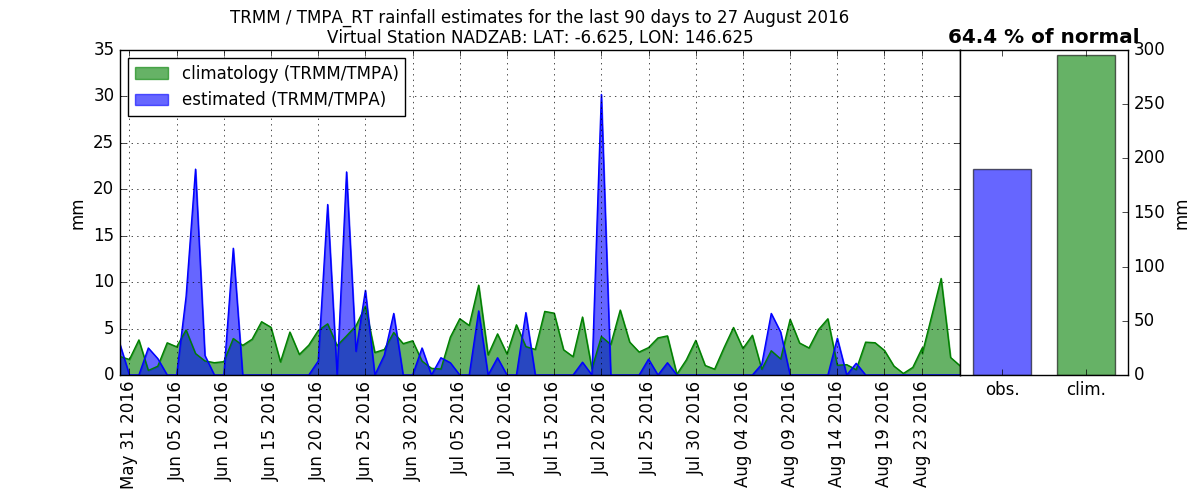 TRMM / TMPA_RT rainfall estimates for the last 90 days to 27 August 2016
Virtual Station NADZAB: LAT: -6.625, LON: 146.625
64.4 % of normal
climatology (TRMM/TMPA)
estimated (TRMM/TMPA)
35
30
25
20
15
10
5
0
mm
May 31 2016
Jun 05 2016
Jun 10 2016
Jun 15 2016
Jun 20 2016
Jun 25 2016
Jun 30 2016
Jul 05 2016
Jul 10 2016
Jul 15 2016
Jul 20 2016
Jul 25 2016
Jul 30 2016
Aug 04 2016
Aug 09 2016
Aug 14 2016
Aug 19 2016
Aug 23 2016
obs.
clim.
300
250
200
150
100
50
0
mm